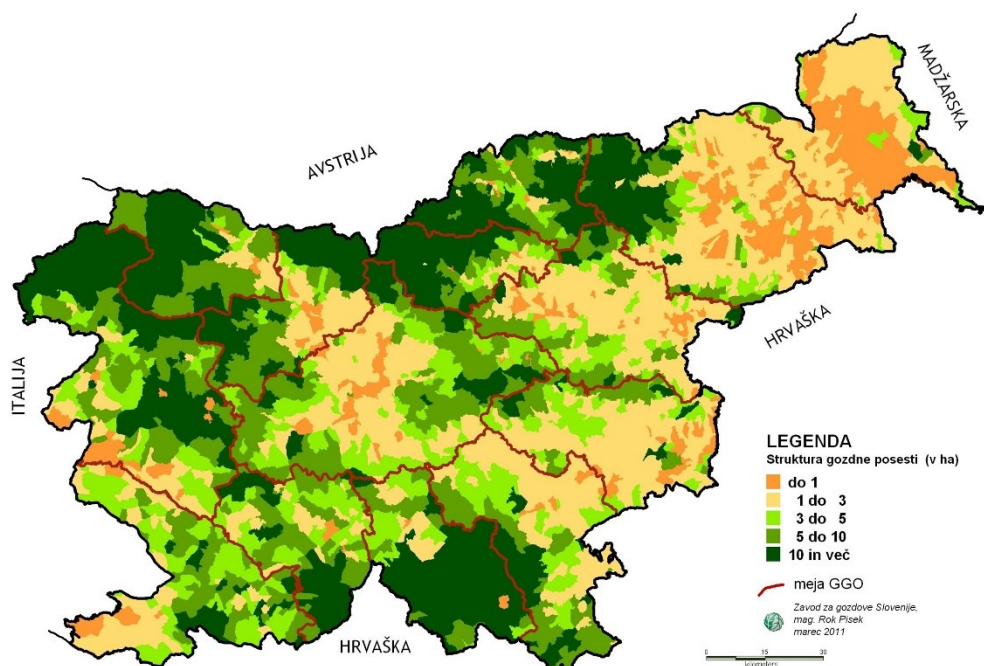 MADŽARSKA
AVSTRIJA
HRVAŠKA
ITALIJA
LEGENDA
Struktura gozdne posesti (v ha)
do 1
1 do 3
3 do 5
5 do 10
10 in več
meja GGO
Zavod za gozdove Slovenije,
mag. Rok Pisek
marec 2011
HRVAŠKA
0 15 30
kilometers